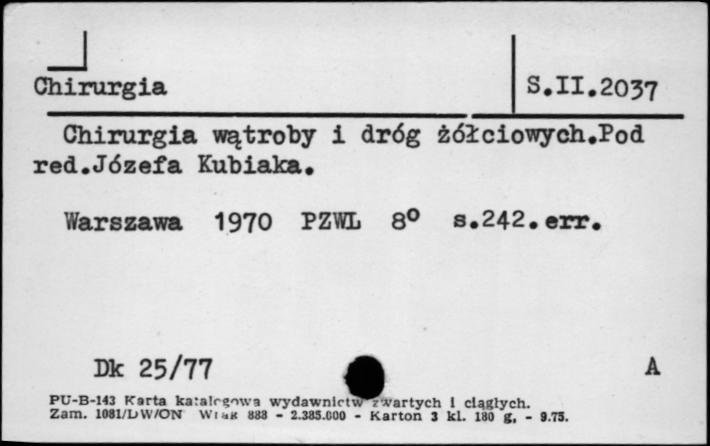 Chirurgia
S.II.2037
Chirurgia wątroby i dróg żółciowych.Pod
red.Józefa Kubiaka.
Warszawa 1970 PZWL 8° s.242.err.
Dk 25/77
A
PU-B-143 Karta katalogowa wydawnictw zwartych i ciągłych.
Zam. 1081/DW/ON WIAK 888 - 2.385.000 - Karton 3 kl. 180 g. - 9.75.